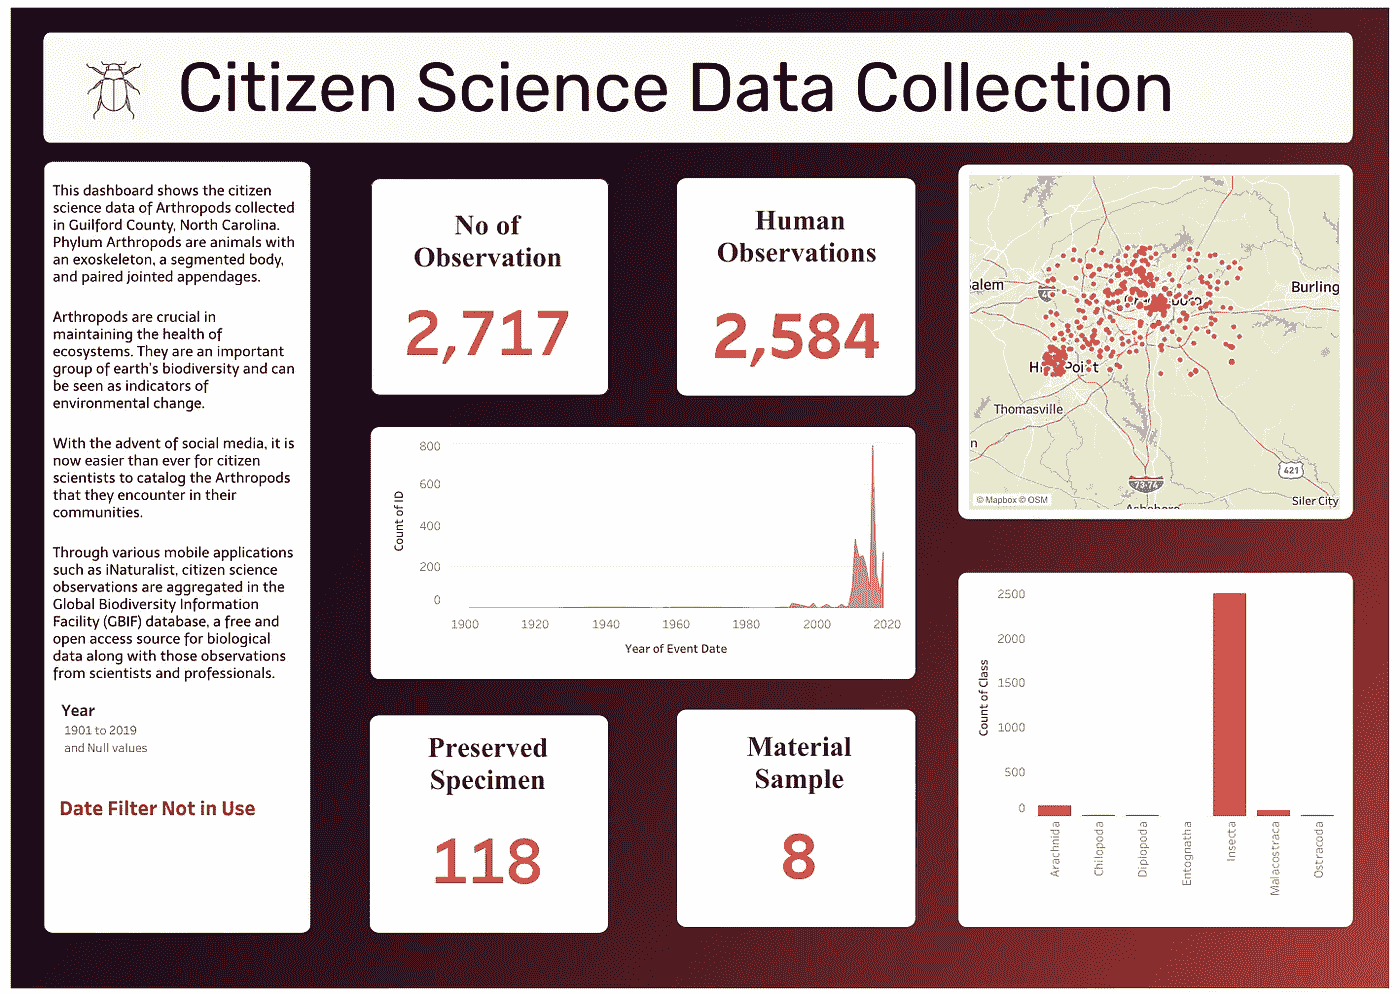 Citizen Science Data Collection
This dashboard shows the citizen
science data of Arthropods collected
in Guilford County, North Carolina.
Phylum Arthropods are animals with
an exoskeleton, a segmented body,
and paired jointed appendages.
Arthropods are crucial in
maintaining the health of
ecosystems. They are an important
group of earth's biodiversity and can
be seen as indicators of
environmental change.
With the advent of social media, it is
now easier than ever for citizen
scientists to catalog the Arthropods
that they encounter in their
communities.
Through various mobile applications
such as iNaturalist, citizen science
observations are aggregated in the
Global Biodiversity Information
Facility (GBIF) database, a free and
open access source for biological
data along with those observations
from scientists and professionals.
Year
1901 to 2019
and Null values
Date Filter Not in Use
No of
Observation
2,717
Human
Observations
2,584
800
600
400
200
0
Count of ID
1900 1920 1940 1960 1980 2000 2020
Year of Event Date
Preserved
Specimen
118
Material
Sample
8
alem
Burling
Thomasville
n
73-74
421
Siler City
© Mapbox © OSM
2500
2000
1500
1000
500
0
Count of Class
Arachnida
Chilopoda
Diplopoda
Entognatha
Insecta
Malacostraca
Ostracoda